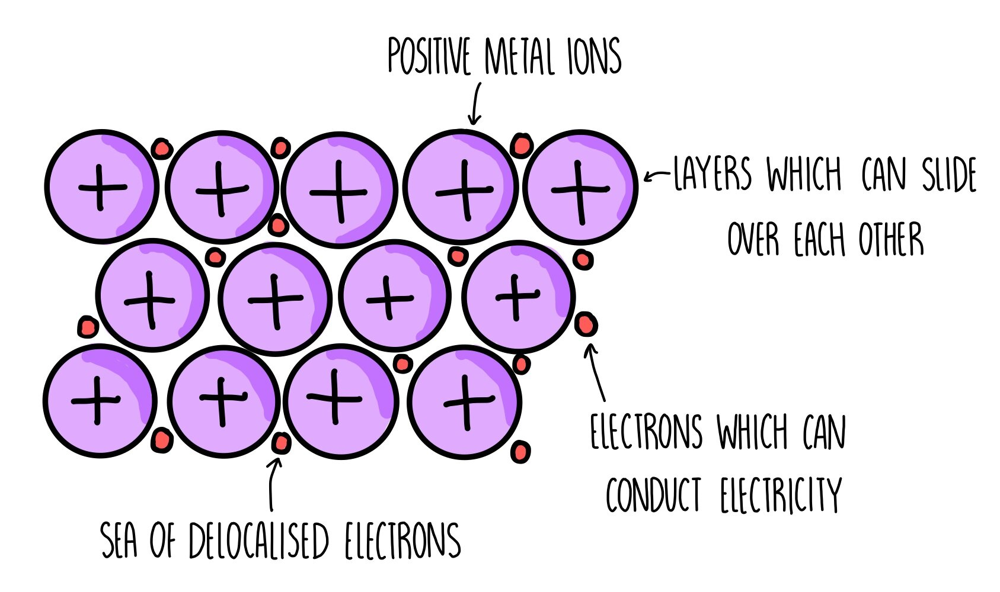 POSITIVE METAL IONS
LAYERS WHICH CAN SLIDE
OVER EACH OTHER
+ + + + +
+ + + +
+ + + +
ELECTRONS WHICH CAN
CONDUCT ELECTRICITY
SEA OF DELOCALISED ELECTRONS